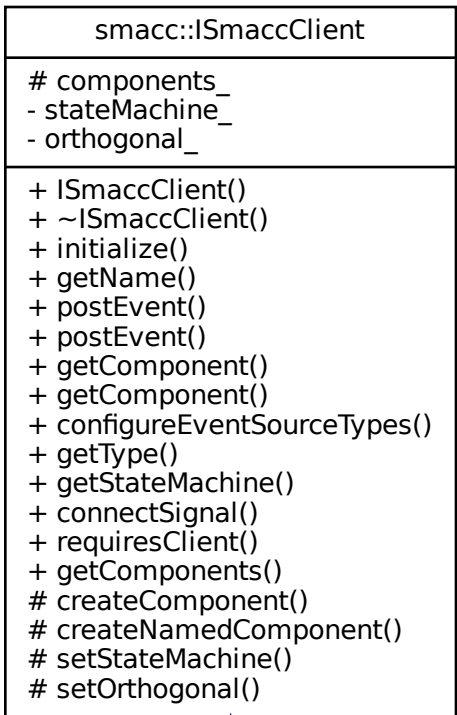 smacc::ISmaccClient
# components_
- stateMachine_
- orthogonal_
+ ISmaccClient()
+ ~ISmaccClient()
+ initialize()
+ getName()
+ postEvent()
+ postEvent()
+ getComponent()
+ getComponent()
+ configureEventSourceTypes()
+ getType()
+ getStateMachine()
+ connectSignal()
+ requiresClient()
+ getComponents()
# createComponent()
# createNamedComponent()
# setStateMachine()
# setOrthogonal()